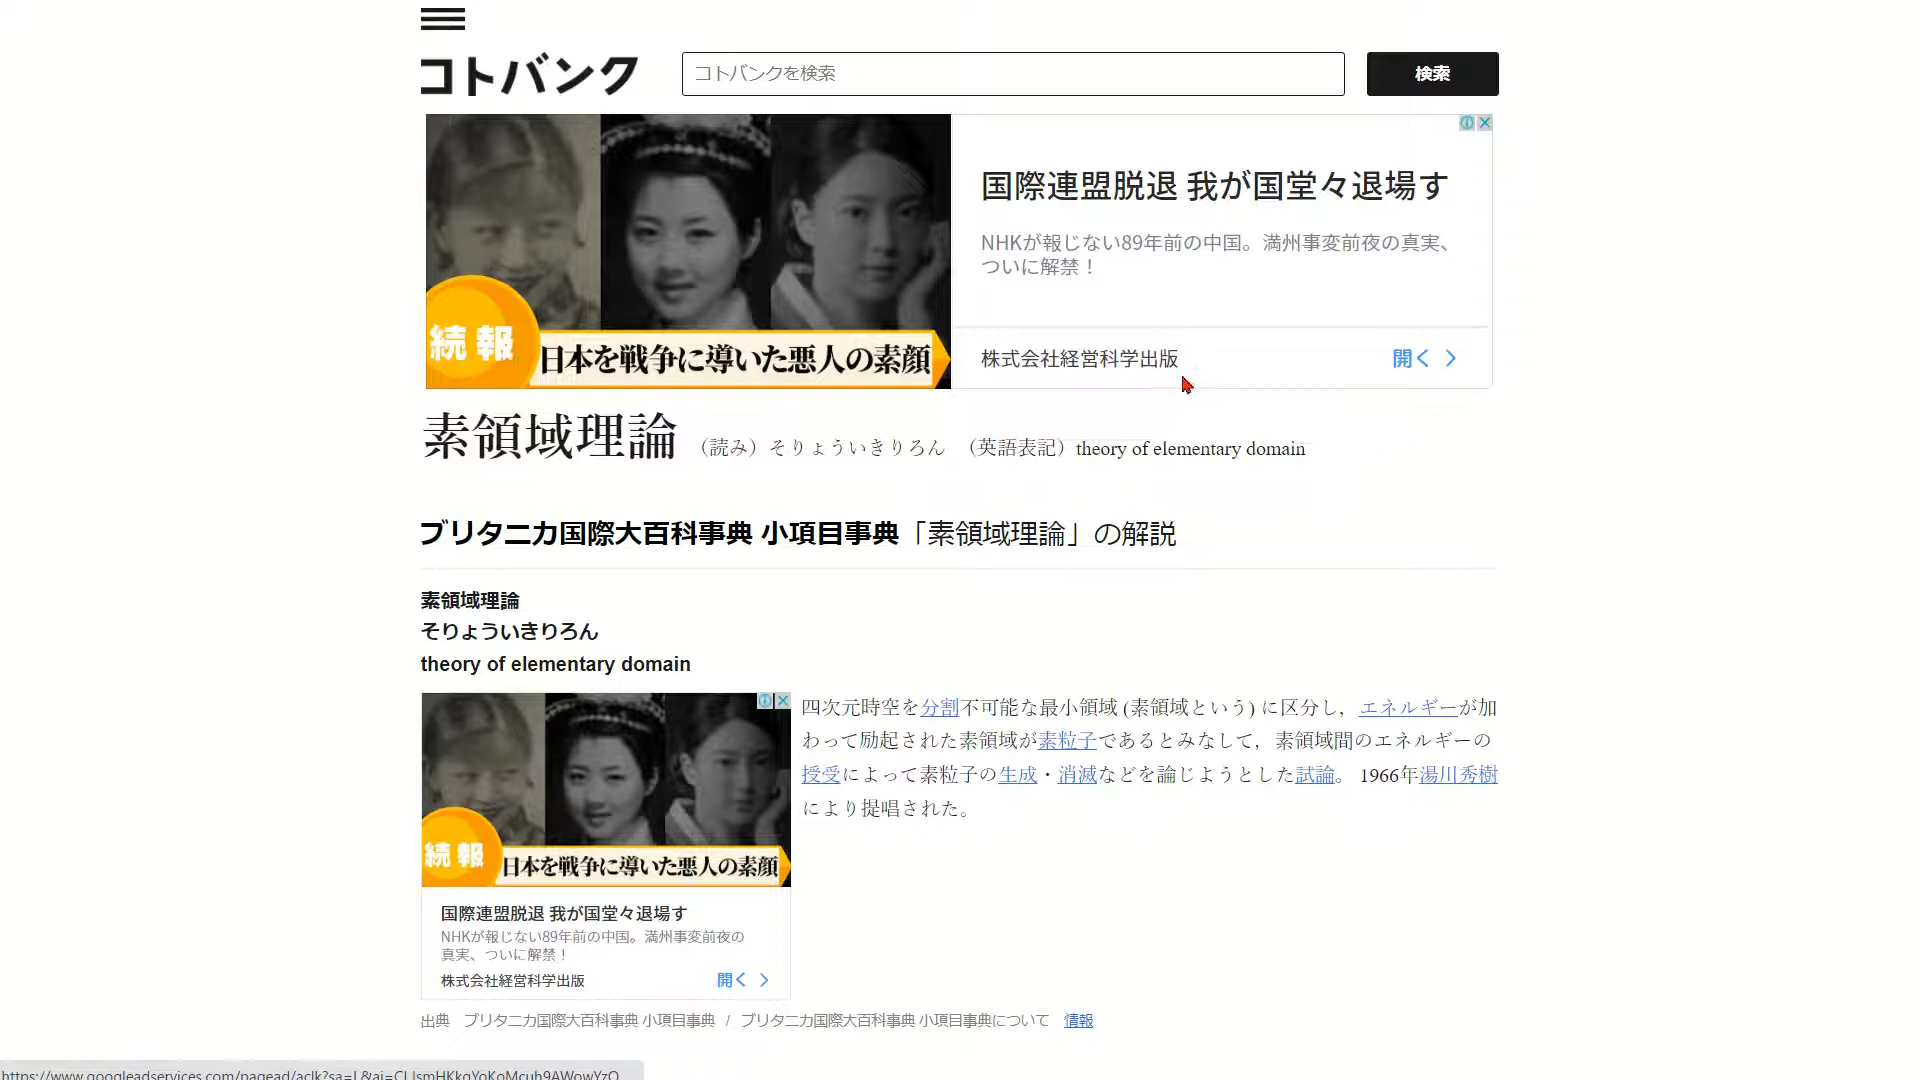 コトバンク
コトバンクを検索
検索
国際連盟脱退 我が国堂々退場す
NHKが報じない89年前の中国。満州事変前夜の真実、
ついに解禁！
続報
日本を戦争に導いた悪人の素顔
株式会社経営科学出版
開く
素領域理論 （読み）そりょういきりろん （英語表記）theory of elementary domain
ブリタニカ国際大百科事典 小項目事典「素領域理論」の解説
素領域理論
そりょういきりろん
theory of elementary domain
四次元時空を分割不可能な最小領域 (素領域という) に区分し，エネルギーが加
わって励起された素領域が素粒子であるとみなして，素領域間のエネルギーの
授受によって素粒子の生成・消滅などを論じようとした試論。 1966年湯川秀樹
により提唱された。
続報
日本を戦争に導いた悪人の素顔
国際連盟脱退 我が国堂々退場す
NHKが報じない89年前の中国。満州事変前夜の
真実、ついに解禁！
株式会社経営科学出版
開く
出典 ブリタニカ国際大百科事典 小項目事典 / ブリタニカ国際大百科事典 小項目事典について 情報